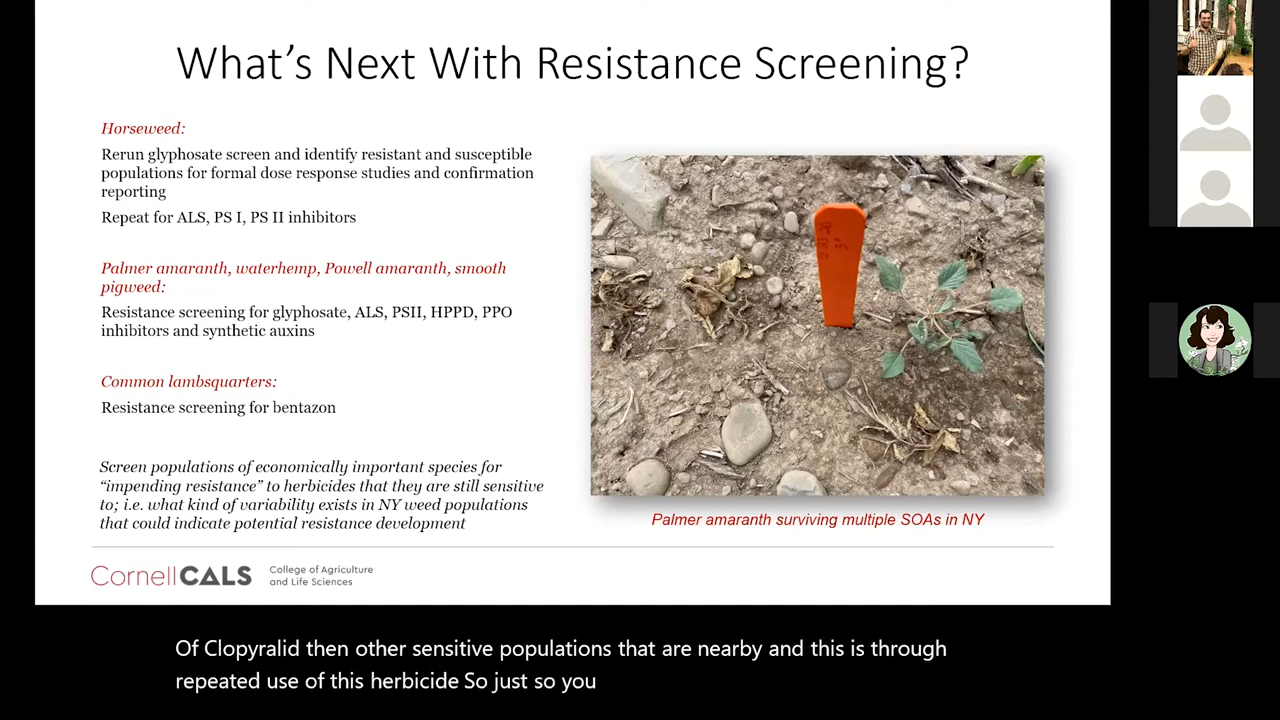 What's Next With Resistance Screening?
Horseweed:
Rerun glyphosate screen and identify resistant and susceptible
populations for formal dose response studies and confirmation
reporting
Repeat for ALS, PS I, PS II inhibitors
Palmer amaranth, waterhemp, Powell amaranth, smooth
pigweed:
Resistance screening for glyphosate, ALS, PSII, HPPD, PPO
inhibitors and synthetic auxins
Common lambsquarters:
Resistance screening for bentazon
Screen populations of economically important species for
“impending resistance” to herbicides that they are still sensitive
to; i.e. what kind of variability exists in NY weed populations
that could indicate potential resistance development
Palmer amaranth surviving multiple SOAs in NY
CornellCALS
College of Agriculture
and Life Sciences
Of Clopyralid then other sensitive populations that are nearby and this is through
repeated use of this herbicide So just so you